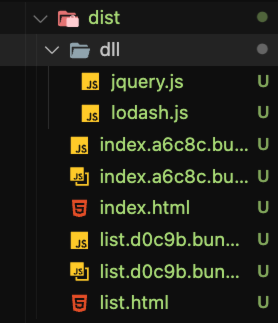 dist
dll
JS jquery.js U
JS lodash.js U
JS index.a6c8c.bu... U
JS index.a6c8c.bu... U
5 index.html U
JS list.d0c9b.bun... U
JS list.d0c9b.bun... U
5 list.html U